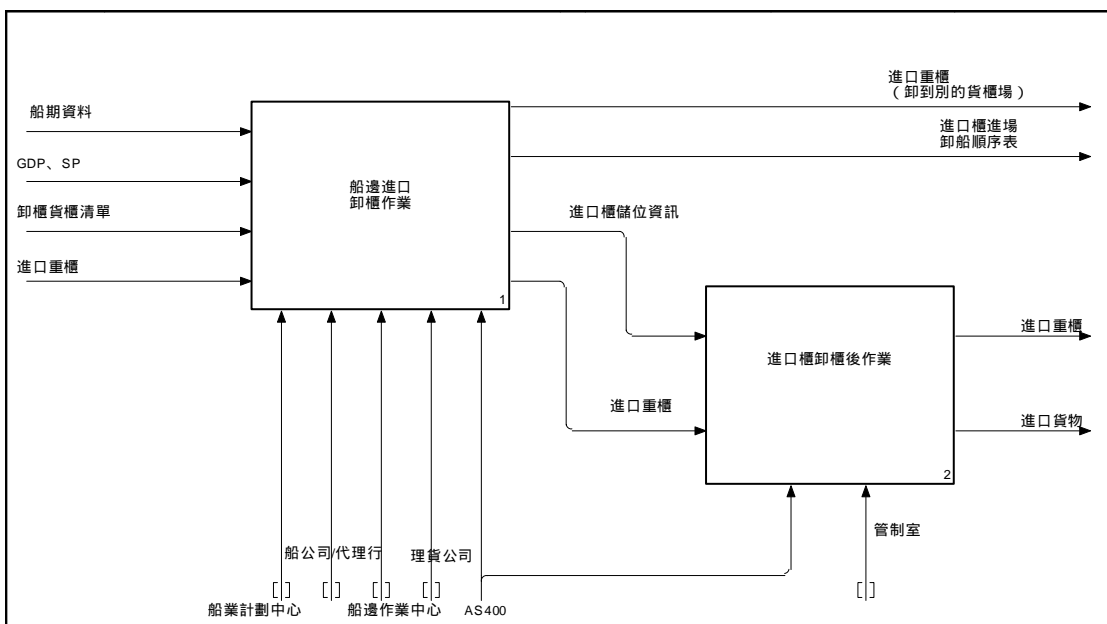 進口重櫃
（卸到別的貨櫃場）
船期資料
進口櫃進場
卸船順序表
GDP、SP
船邊進口
卸櫃作業
卸櫃貨櫃清單
進口櫃儲位資訊
進口重櫃
1
進口重櫃
進口櫃卸櫃後作業
進口重櫃
進口貨物
2
管制室
船公司/代理行
理貨公司
船業計劃中心
船邊作業中心
AS400